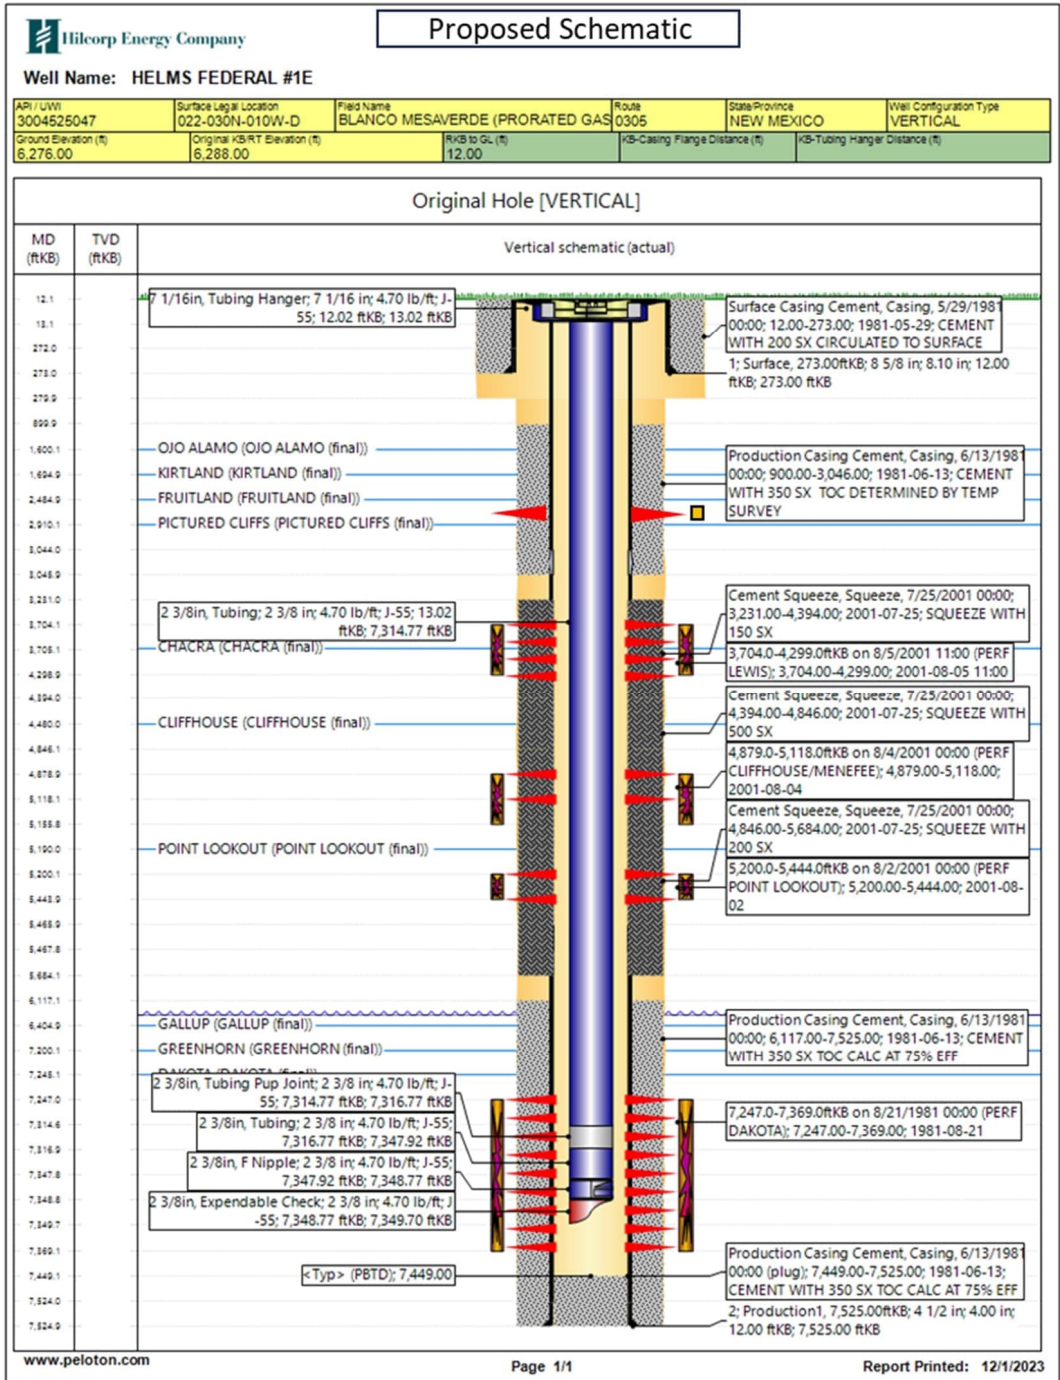 Proposed Schematic
Hilcorp Energy Company
Well Name: HELMS FEDERAL #1E
API / UWI
3004525047
Surface Legal Location
022-030N-010W-D
Field Name
BLANCO MESAVERDE (PRORATED GAS
Route
0305
State/Province
NEW MEXICO
Well Configuration Type
VERTICAL
Ground Elevation (ft)
6,276.00
Original KB/RT Elevation (ft)
6,288.00
RKB to GL (ft)
12.00
KB-Casing Flange Distance (ft)
KB-Tubing Hanger Distance (ft)
Original Hole [VERTICAL]
MD
(ftKB)
TVD
(ftKB)
Vertical schematic (actual)
12.1
13.1
272.0
273.0
279.9
899.9
1,600.1
1,694.9
2,484.9
2,910.1
3,044.0
3,045.9
3,231.0
3,704.1
3,705.1
4,298.9
4,394.0
4,480.0
4,846.1
4,878.9
5,118.1
5,155.8
5,190.0
5,200.1
5,443.9
5,465.9
5,467.8
5,684.1
6,117.1
6,404.9
7,200.1
7,245.1
7,247.0
7,314.6
7,316.9
7,347.8
7,348.8
7,349.7
7,369.1
7,449.1
7,524.0
7,524.9
7 1/16in, Tubing Hanger; 7 1/16 in; 4.70 lb/ft; J-
55; 12.02 ftKB; 13.02 ftKB
OJO ALAMO (OJO ALAMO (final))
KIRTLAND (KIRTLAND (final))
FRUITLAND (FRUITLAND (final))
PICTURED CLIFFS (PICTURED CLIFFS (final))
2 3/8in, Tubing; 2 3/8 in; 4.70 lb/ft; J-55; 13.02
ftKB; 7,314.77 ftKB
CHACRA (CHACRA (final))
CLIFFHOUSE (CLIFFHOUSE (final))
POINT LOOKOUT (POINT LOOKOUT (final))
GALLUP (GALLUP (final))
GREENHORN (GREENHORN (final))
DAKOTA (DAKOTA (final))
2 3/8in, Tubing Pup Joint; 2 3/8 in; 4.70 lb/ft; J-
55; 7,314.77 ftKB; 7,316.77 ftKB
2 3/8in, Tubing; 2 3/8 in; 4.70 lb/ft; J-55;
7,316.77 ftKB; 7,347.92 ftKB
2 3/8in, F Nipple; 2 3/8 in; 4.70 lb/ft; J-55;
7,347.92 ftKB; 7,348.77 ftKB
2 3/8in, Expendable Check; 2 3/8 in; 4.70 lb/ft; J
-55; 7,348.77 ftKB; 7,349.70 ftKB
<Typ> (PBTD); 7,449.00
Surface Casing Cement, Casing, 5/29/1981
00:00; 12.00-273.00; 1981-05-29; CEMENT
WITH 200 SX CIRCULATED TO SURFACE
1; Surface, 273.00ftKB; 8 5/8 in; 8.10 in; 12.00
ftKB; 273.00 ftKB
Production Casing Cement, Casing, 6/13/1981
00:00; 900.00-3,046.00; 1981-06-13; CEMENT
WITH 350 SX TOC DETERMINED BY TEMP
SURVEY
Cement Squeeze, Squeeze, 7/25/2001 00:00;
3,231.00-4,394.00; 2001-07-25; SQUEEZE WITH
150 SX
3,704.0-4,299.0ftKB on 8/5/2001 11:00 (PERF
LEWIS); 3,704.00-4,299.00; 2001-08-05 11:00
Cement Squeeze, Squeeze, 7/25/2001 00:00;
4,394.00-4,846.00; 2001-07-25; SQUEEZE WITH
500 SX
4,879.0-5,118.0ftKB on 8/4/2001 00:00 (PERF
CLIFFHOUSE/MENEFEE); 4,879.00-5,118.00;
2001-08-04
Cement Squeeze, Squeeze, 7/25/2001 00:00;
4,846.00-5,684.00; 2001-07-25; SQUEEZE WITH
200 SX
5,200.0-5,444.0ftKB on 8/2/2001 00:00 (PERF
POINT LOOKOUT); 5,200.00-5,444.00; 2001-08-
02
Production Casing Cement, Casing, 6/13/1981
00:00; 6,117.00-7,525.00; 1981-06-13; CEMENT
WITH 350 SX TOC CALC AT 75% EFF
7,247.0-7,369.0ftKB on 8/21/1981 00:00 (PERF
DAKOTA); 7,247.00-7,369.00; 1981-08-21
Production Casing Cement, Casing, 6/13/1981
00:00 (plug); 7,449.00-7,525.00; 1981-06-13;
CEMENT WITH 350 SX TOC CALC AT 75% EFF
2; Production1, 7,525.00ftKB; 4 1/2 in; 4.00 in;
12.00 ftKB; 7,525.00 ftKB
www.peloton.com
Page 1/1
Report Printed: 12/1/2023